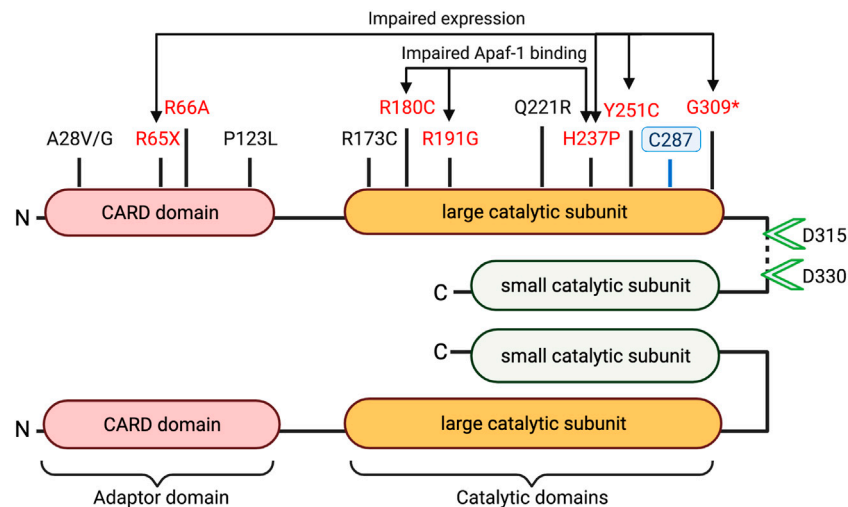 Impaired expression
Impaired Apaf-1 binding
R66A
R180C
Q221R
Y251C
G309*
A28V/G
R65X
P123L
R173C
R191G
H237P
C287
N
CARD domain
large catalytic subunit
D315
D330
C
small catalytic subunit
C
small catalytic subunit
N
CARD domain
large catalytic subunit
Adaptor domain
Catalytic domains